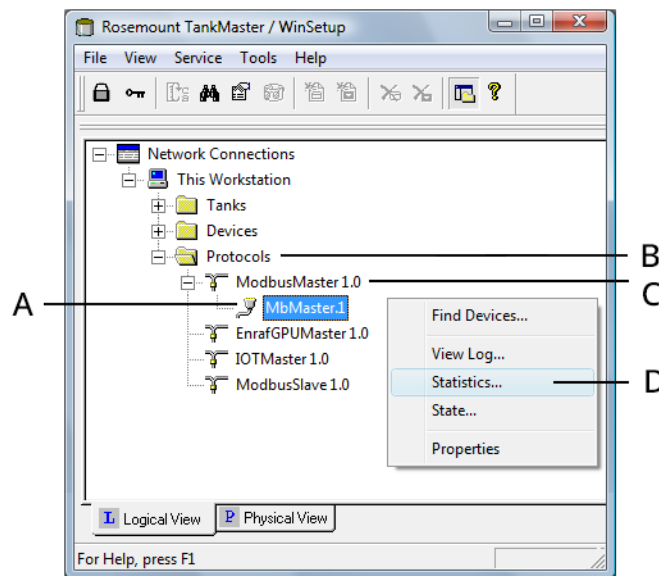 Rosemount TankMaster / WinSetup
File View Service Tools Help
Network Connections
This Workstation
Tanks
Devices
Protocols
B
ModbusMaster 1.0
C
A
MbMaster.1
Find Devices...
EnrafGPUMaster 1.0
View Log...
IOTMaster 1.0
Statistics...
D
ModbusSlave 1.0
State...
Properties
L Logical View P Physical View
For Help, press F1